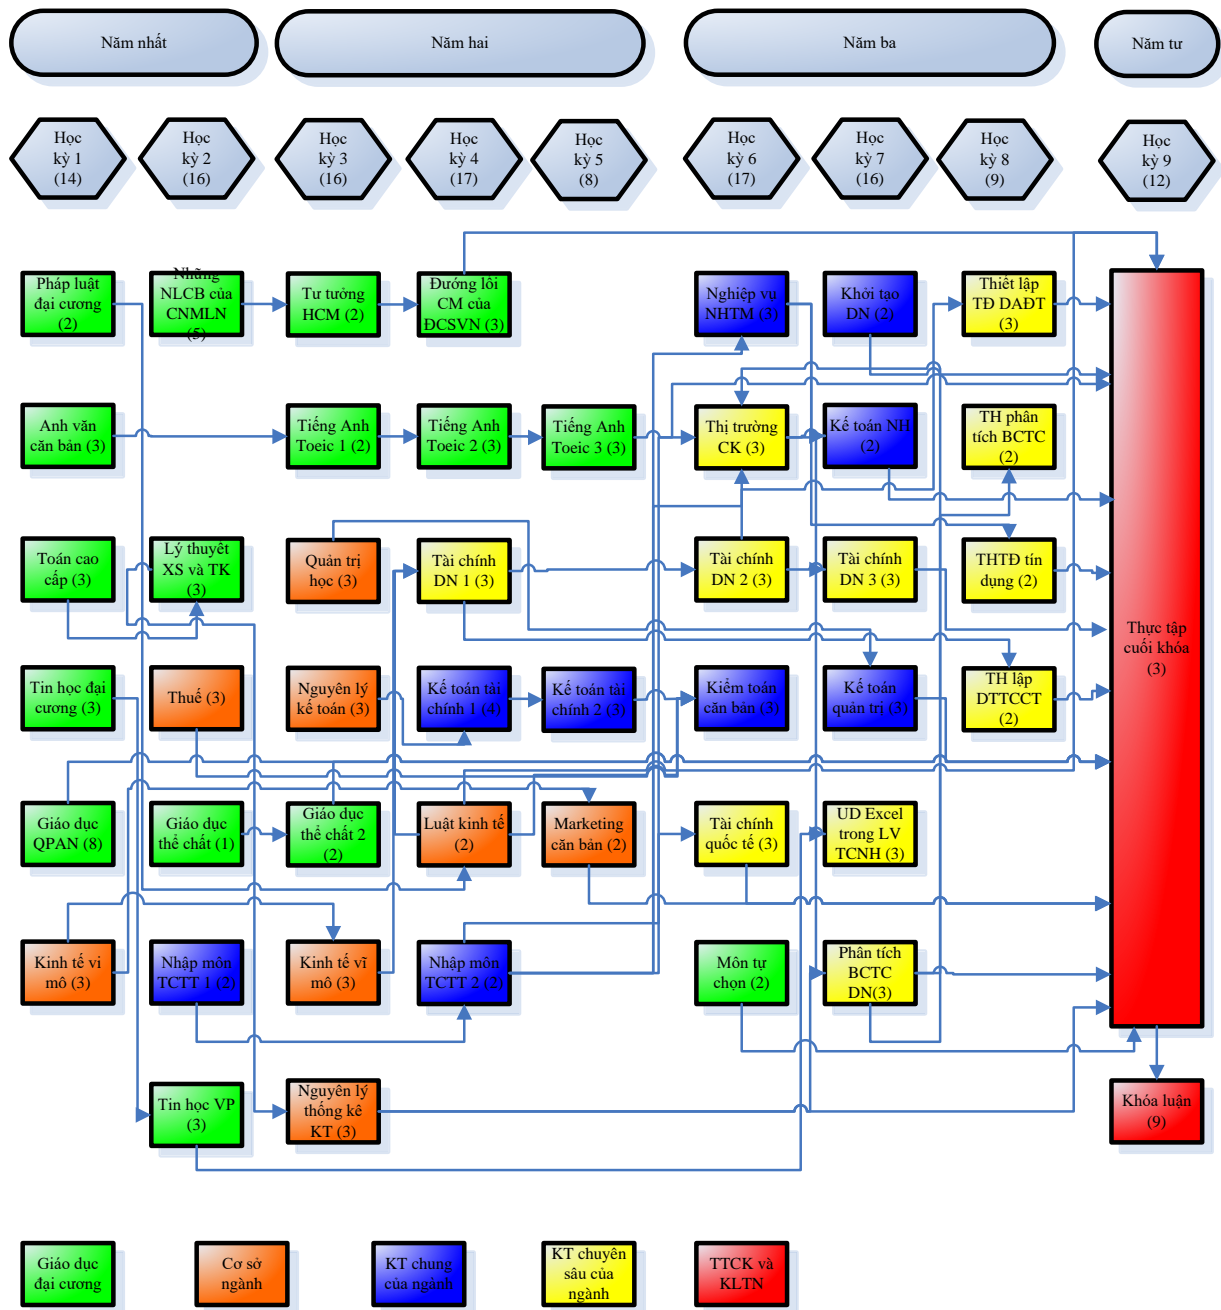 Năm nhất
Năm hai
Năm ba
Năm tư
Học
kỳ 1
(14)
Học
kỳ 2
(16)
Học
kỳ 3
(16)
Học
kỳ 4
(17)
Học
kỳ 5
(8)
Học
kỳ 6
(17)
Học
kỳ 7
(16)
Học
kỳ 8
(9)
Học
kỳ 9
(12)
Pháp luật
đại cương
(2)
Những
NLCB của
CNMLN
(5)
Tư tưởng
HCM (2)
Đướng lôi
CM của
ĐCSVN (3)
Nghiệp vụ
NHTM (3)
Khởi tạo
DN (2)
Thiết lập
TĐ DAĐT
(3)
Anh văn
căn bản (3)
Tiếng Anh
Toeic 1 (2)
Tiếng Anh
Toeic 2 (3)
Tiếng Anh
Toeic 3 (3)
Thị trường
CK (3)
Kế toán NH
(2)
TH phân
tích BCTC
(2)
Toán cao
cấp (3)
Lý thuyết
XS và TK
(3)
Quản trị
học (3)
Tài chính
DN 1 (3)
Tài chính
DN 2 (3)
Tài chính
DN 3 (3)
THTĐ tín
dụng (2)
Thực tập
cuối khóa
(3)
Tin học đại
cương (3)
Thuế (3)
Nguyên lý
kế toán (3)
Kế toán tài
chính 1 (4)
Kế toán tài
chính 2 (3)
Kiểm toán
căn bản (3)
Kế toán
quản trị (3)
TH lập
DTTCCT
(2)
Giáo dục
QPAN (8)
Giáo dục
thể chất (1)
Giáo dục
thể chất 2
(2)
Luật kinh tế
(2)
Marketing
căn bản (2)
Tài chính
quốc tế (3)
UD Excel
trong LV
TCNH (3)
Kinh tế vi
mô (3)
Nhập môn
TCTT 1 (2)
Kinh tế vĩ
mô (3)
Nhập môn
TCTT 2 (2)
Môn tự
chọn (2)
Phân tích
BCTC
DN(3)
Tin học VP
(3)
Nguyên lý
thống kê
KT (3)
Khóa luận
(9)
Giáo dục
đại cương
Cơ sở
ngành
KT chung
của ngành
KT chuyên
sâu của
ngành
TTCK và
KLTN